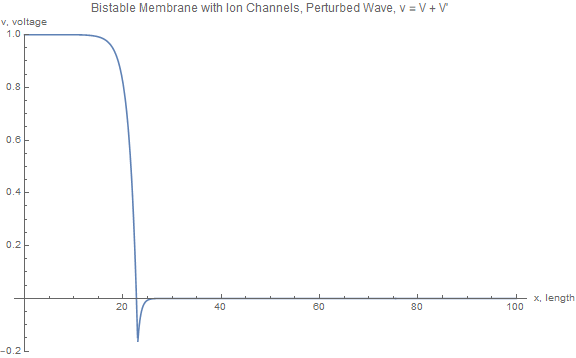 Bistable Membrane with Ion Channels, Perturbed Wave, v = V + V'
v, voltage
1.0
0.8
0.6
0.4
0.2
20 40 60 80 100 x, length
-0.2